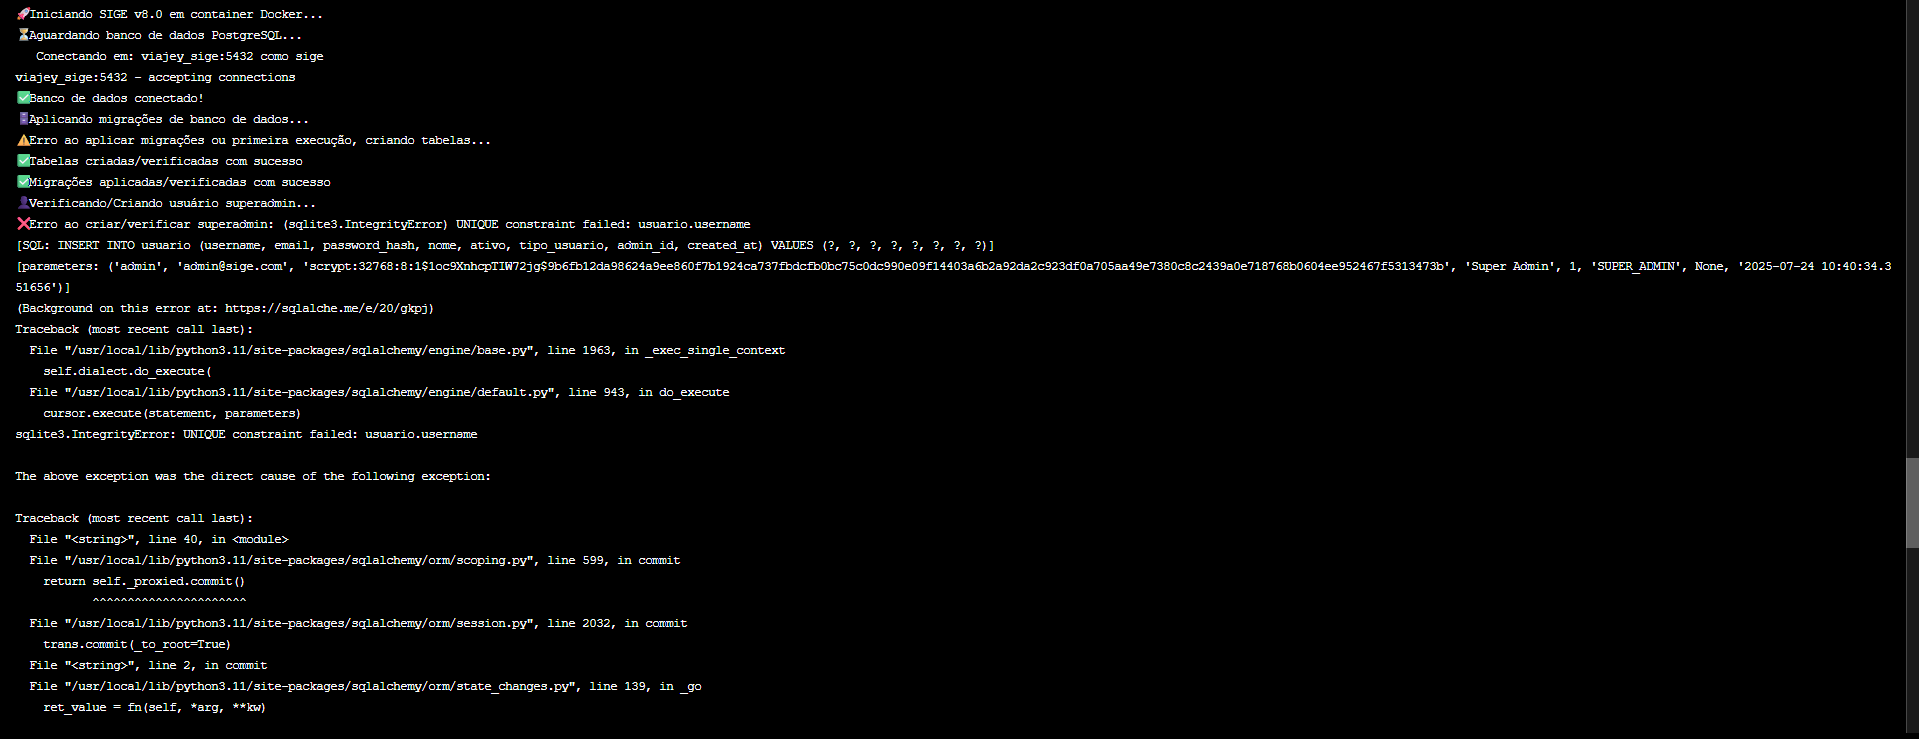 🚀Iniciando SIGE v8.0 em container Docker...
⏳Aguardando banco de dados PostgreSQL...
   Conectando em: viajey_sige:5432 como sige
viajey_sige:5432 - accepting connections
✅Banco de dados conectado!
🗄️Aplicando migrações de banco de dados...
⚠️Erro ao aplicar migrações ou primeira execução, criando tabelas...
✅Tabelas criadas/verificadas com sucesso
✅Migrações aplicadas/verificadas com sucesso
👤Verificando/Criando usuário superadmin...
❌Erro ao criar/verificar superadmin: (sqlite3.IntegrityError) UNIQUE constraint failed: usuario.username
[SQL: INSERT INTO usuario (username, email, password_hash, nome, ativo, tipo_usuario, admin_id, created_at) VALUES (?, ?, ?, ?, ?, ?, ?, ?)]
[parameters: ('admin', 'admin@sige.com', 'scrypt:32768:8:1$1oc9XnhcpTIW72jg$9b6fb12da98624a9ee860f7b1924ca737fbdcfb0bc75c0dc990e09f14403a6b2a92da2c923df0a705aa49e7380c8c2439a0e718768b0604ee952467f5313473b', 'Super Admin', 1, 'SUPER_ADMIN', None, '2025-07-24 10:40:34.3
51656')]
(Background on this error at: https://sqlalche.me/e/20/gkpj)
Traceback (most recent call last):
  File "/usr/local/lib/python3.11/site-packages/sqlalchemy/engine/base.py", line 1963, in _exec_single_context
    self.dialect.do_execute(
  File "/usr/local/lib/python3.11/site-packages/sqlalchemy/engine/default.py", line 943, in do_execute
    cursor.execute(statement, parameters)
sqlite3.IntegrityError: UNIQUE constraint failed: usuario.username

The above exception was the direct cause of the following exception:

Traceback (most recent call last):
  File "<string>", line 40, in <module>
  File "/usr/local/lib/python3.11/site-packages/sqlalchemy/orm/scoping.py", line 599, in commit
    return self._proxied.commit()
           ^^^^^^^^^^^^^^^^^^^^^^
  File "/usr/local/lib/python3.11/site-packages/sqlalchemy/orm/session.py", line 2032, in commit
    trans.commit(_to_root=True)
  File "<string>", line 2, in commit
  File "/usr/local/lib/python3.11/site-packages/sqlalchemy/orm/state_changes.py", line 139, in _go
    ret_value = fn(self, *arg, **kw)